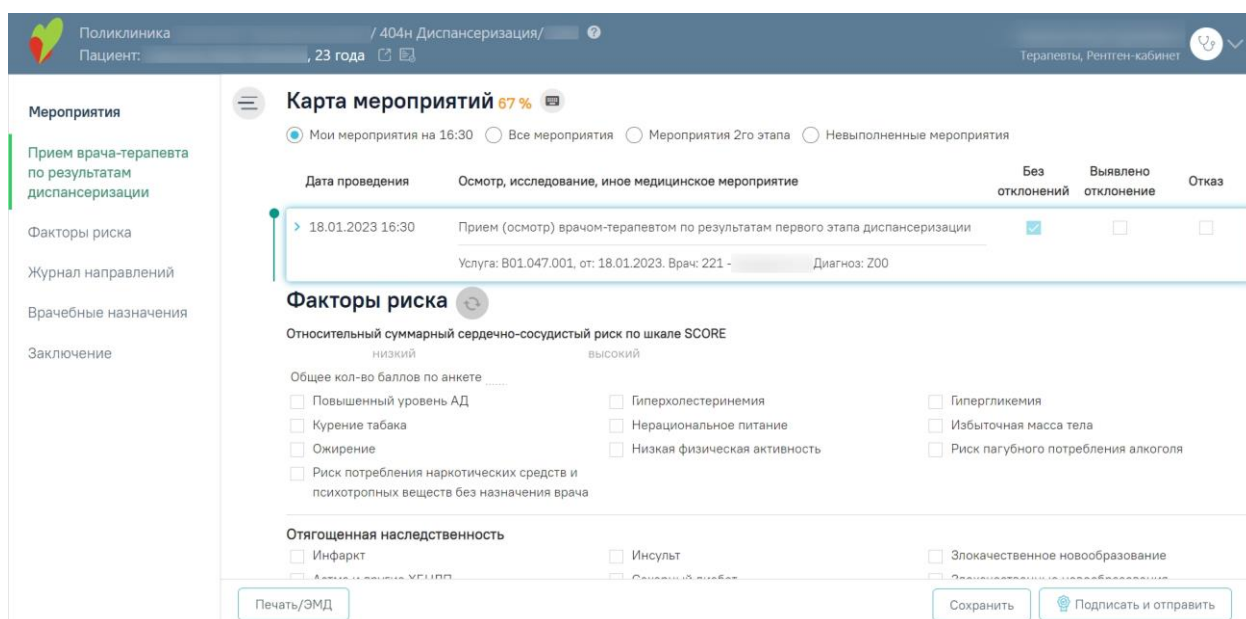 Поликлиника / 404н Диспансеризация/
Пациент: , 23 года
Терапевты, Рентген-кабинет
Мероприятия
Прием врача-терапевта
по результатам
диспансеризации
Факторы риска
Журнал направлений
Врачебные назначения
Заключение
Карта мероприятий 67 %
Мои мероприятия на 16:30 Все мероприятия Мероприятия 2го этапа Невыполненные мероприятия
Дата проведения Осмотр, исследование, иное медицинское мероприятие Без отклонений Выявлено отклонение Отказ
18.01.2023 16:30 Прием (осмотр) врачом-терапевтом по результатам первого этапа диспансеризации
Услуга: B01.047.001, от: 18.01.2023. Врач: 221 - Диагноз: Z00
Факторы риска
Относительный суммарный сердечно-сосудистый риск по шкале SCORE
низкий высокий
Общее кол-во баллов по анкете
Повышенный уровень АД Гиперхолестеринемия Гипергликемия
Курение табака Нерациональное питание Избыточная масса тела
Ожирение Низкая физическая активность Риск пагубного потребления алкоголя
Риск потребления наркотических средств и
психотропных веществ без назначения врача
Отягощенная наследственность
Инфаркт Инсульт Злокачественное новообразование
Печать/ЭМД Сохранить Подписать и отправить